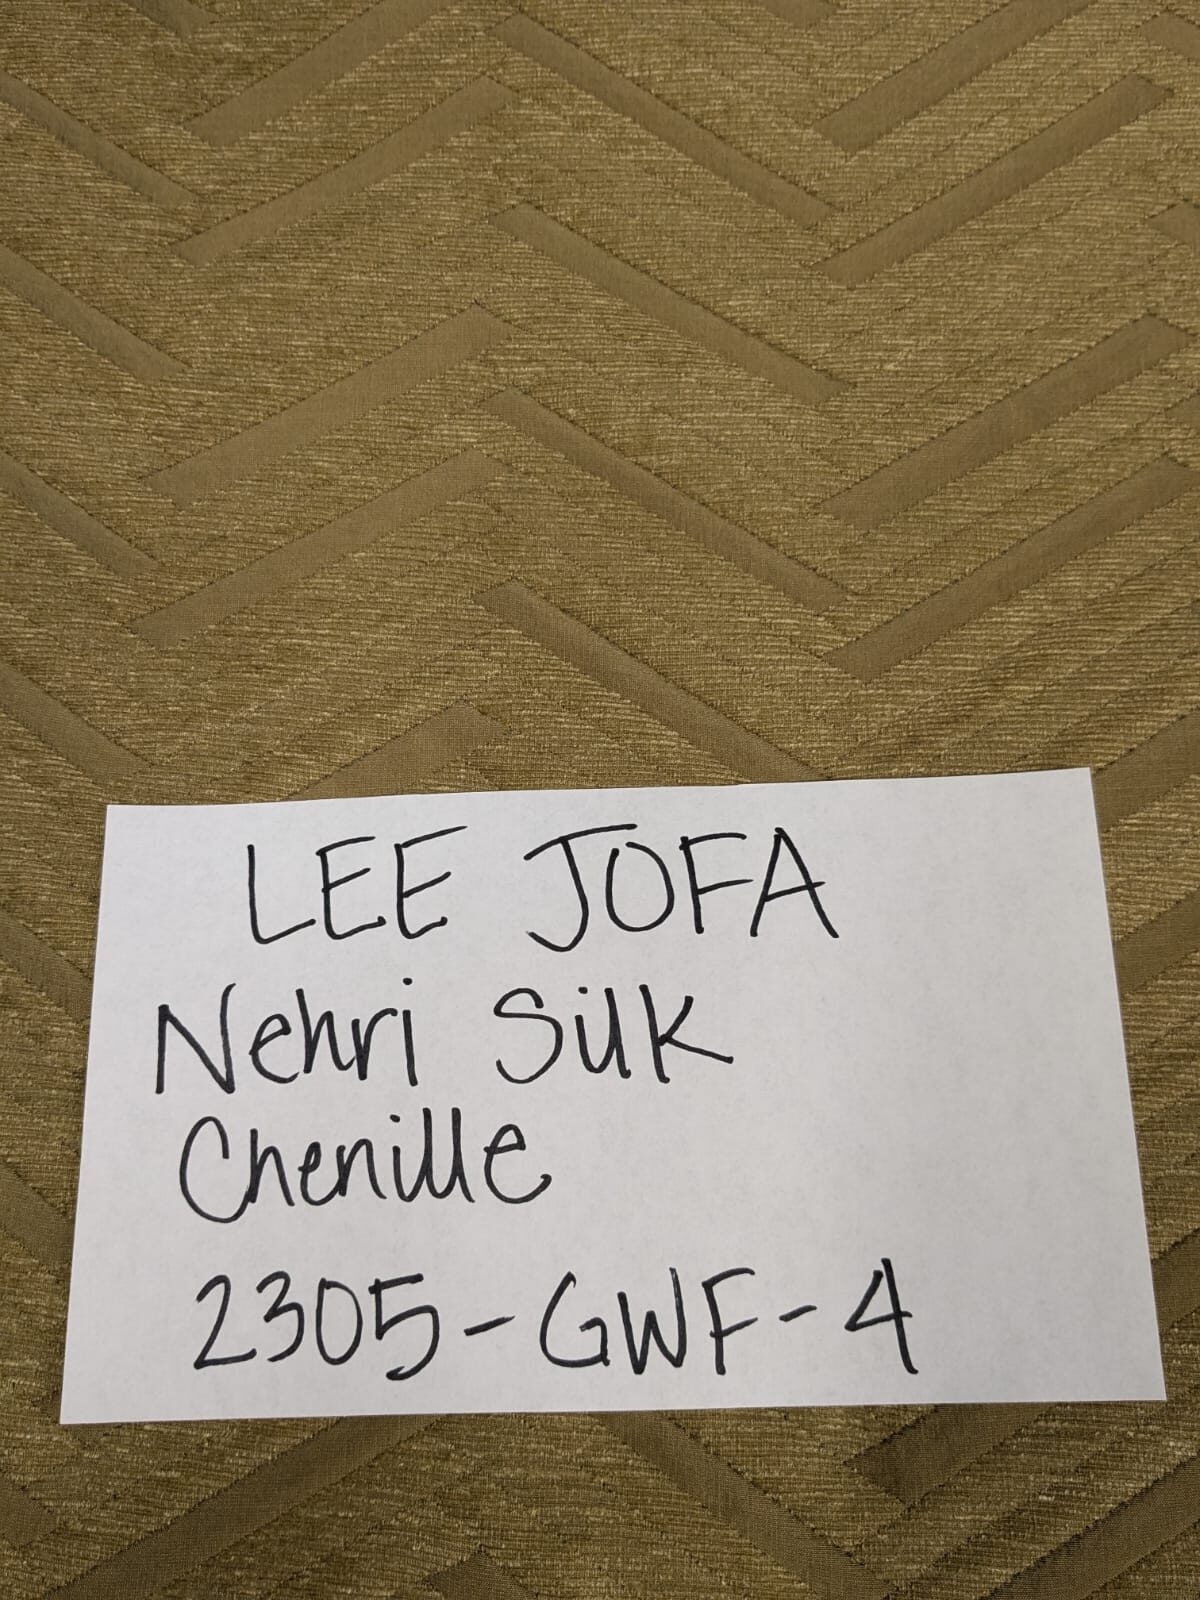 LEE JOFA
Nehri Silk
Chenille
2305-GWF-4